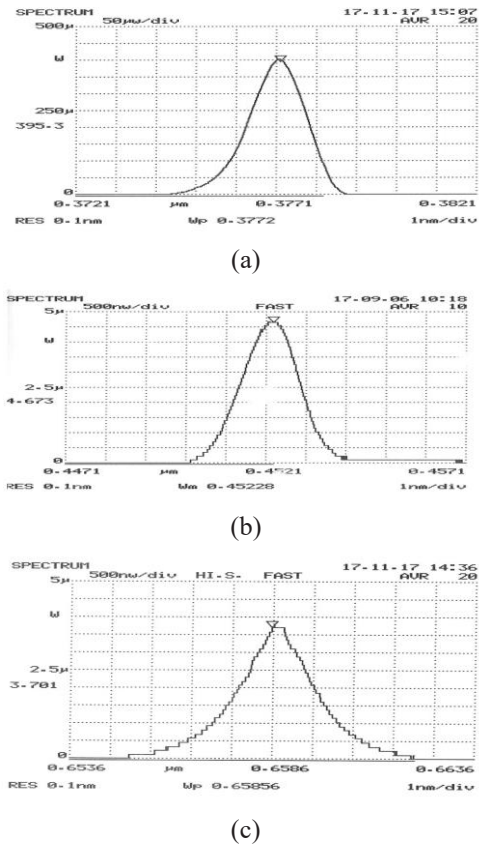 SPECTRUM 17-11-17 15:07
500μ 50μw/div AVR 20
W
250μ
395.3
0
0.3721 μm 0.3771 0.3821
RES 0.1nm Wp 0.3772 1nm/div
(a)
SPECTRUM 17-09-06 10:18
5μ 500nw/div FAST AVR 10
W
2.5μ
4.673
0
0.4471 μm 0.4521 0.4571
RES 0.1nm Wm 0.45228 1nm/div
(b)
SPECTRUM 17-11-17 14:36
5μ 500nw/div HI.S. FAST AVR 20
W
2.5μ
3.701
0
0.6536 μm 0.6586 0.6636
RES 0.1nm Wp 0.65856 1nm/div
(c)